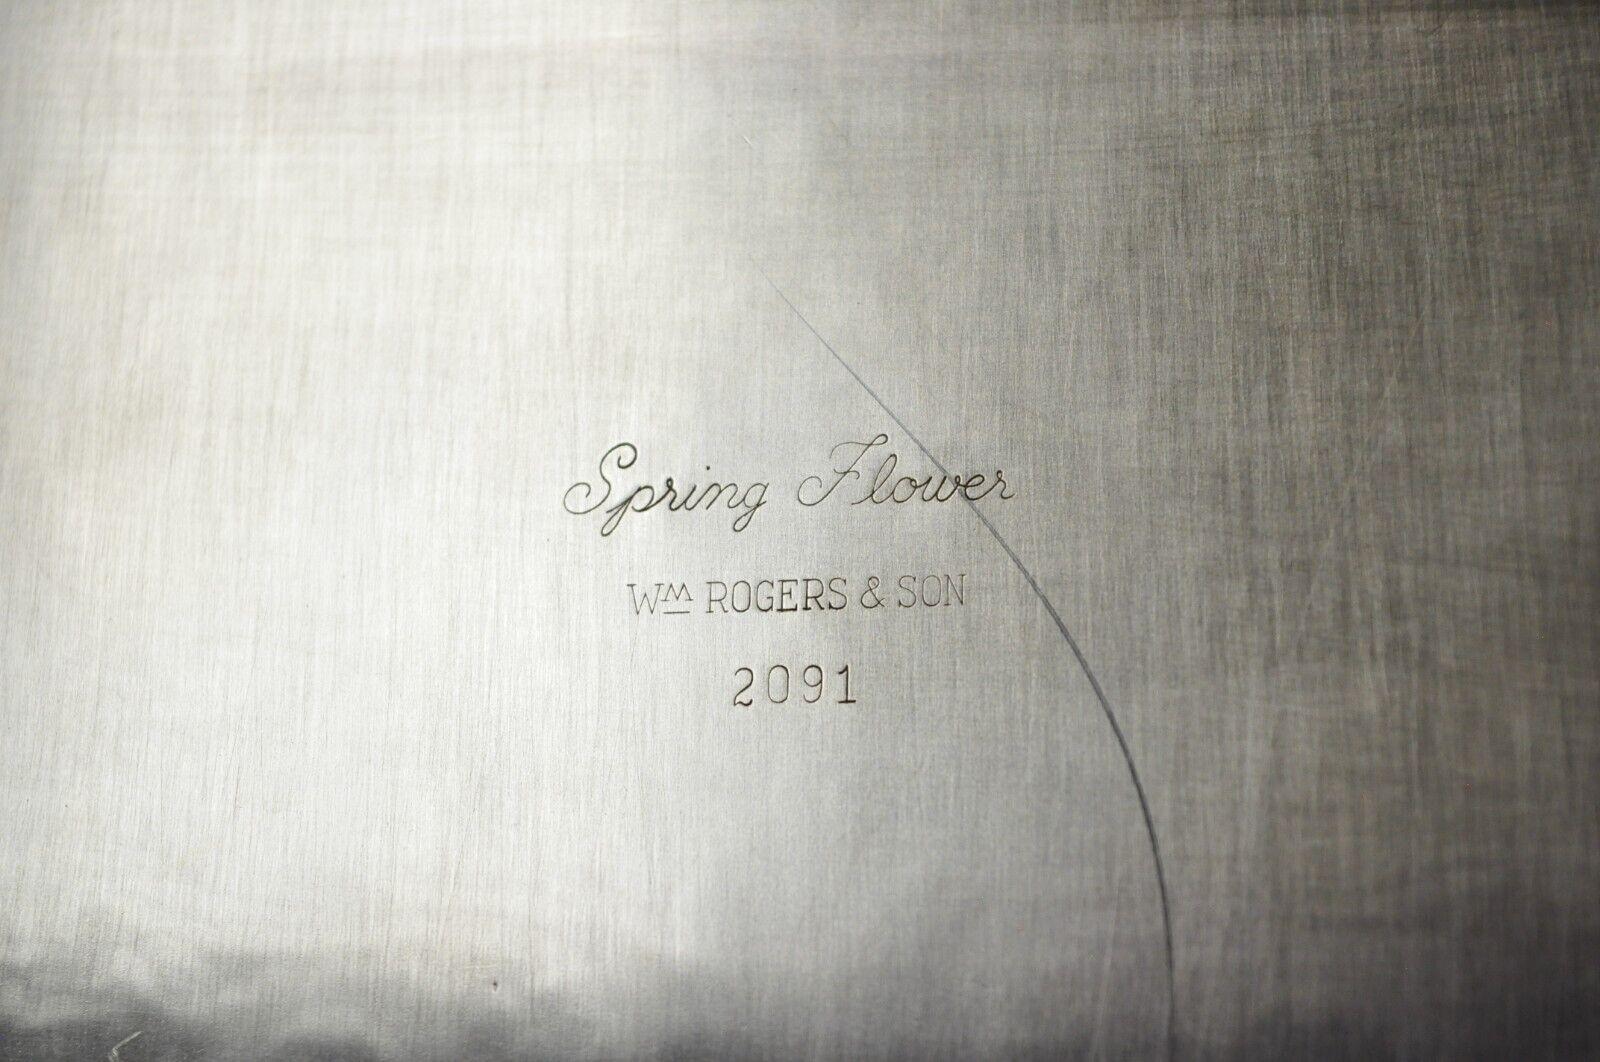 Spring Flower
Wm ROGERS & SON
2091